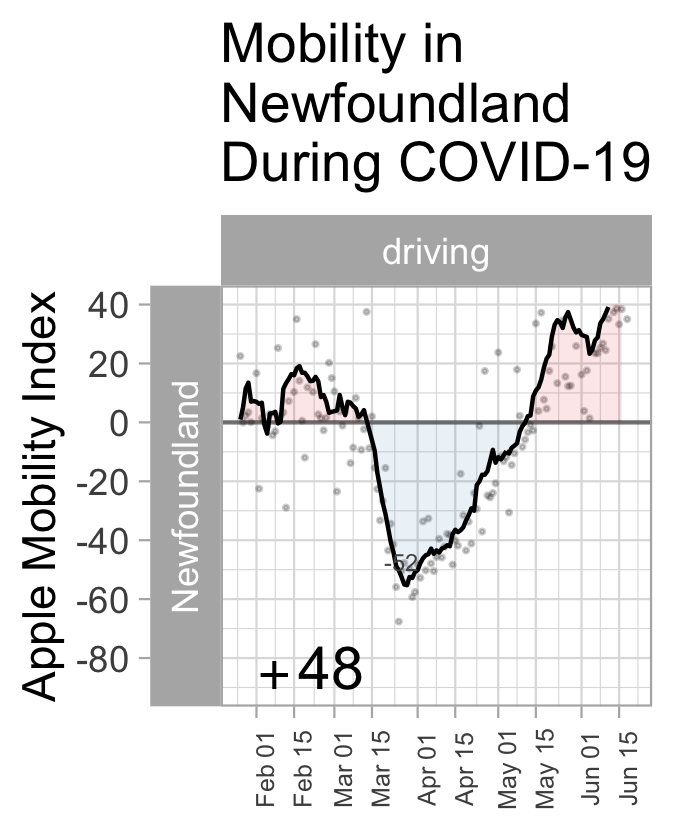 Mobility in
Newfoundland
During COVID-19
driving
Apple Mobility Index
Newfoundland
40
20
0
-20
-40
-60
-80
-52
+48
Feb 01
Feb 15
Mar 01
Mar 15
Apr 01
Apr 15
May 01
May 15
Jun 01
Jun 15